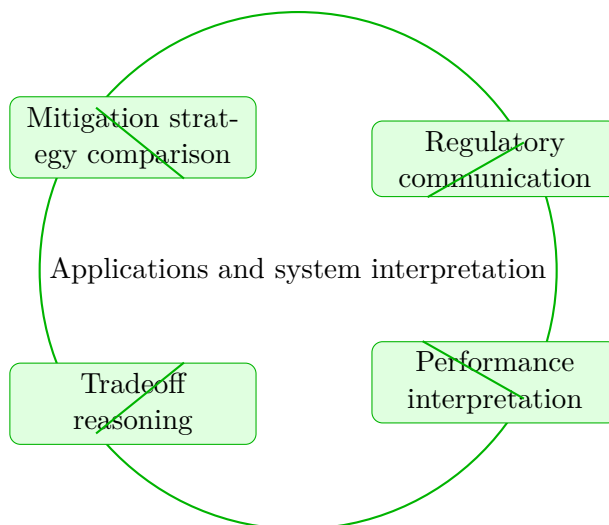 Mitigation strat-
egy comparison
Regulatory
communication
Applications and system interpretation
Tradeoff
reasoning
Performance
interpretation